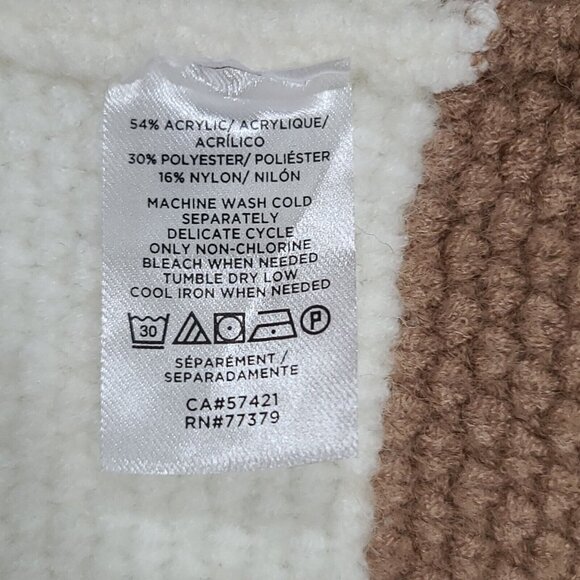 54% ACRYLIC/ ACRYLIQUE/
ACRÍLICO
30% POLYESTER/ POLIÉSTER
16% NYLON/ NILÓN
MACHINE WASH COLD
SEPARATELY
DELICATE CYCLE
ONLY NON-CHLORINE
BLEACH WHEN NEEDED
TUMBLE DRY LOW
COOL IRON WHEN NEEDED
30 P
SÉPARÉMENT /
SEPARADAMENTE
CA#57421
RN#77379